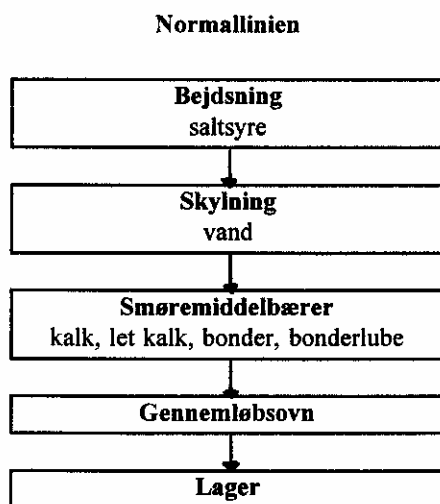 Normallinien
Bejdsning
saltsyre
Skylning
vand
Smøremiddelbærer
kalk, let kalk, bonder, bonderlube
Gennemløbsovn
Lager